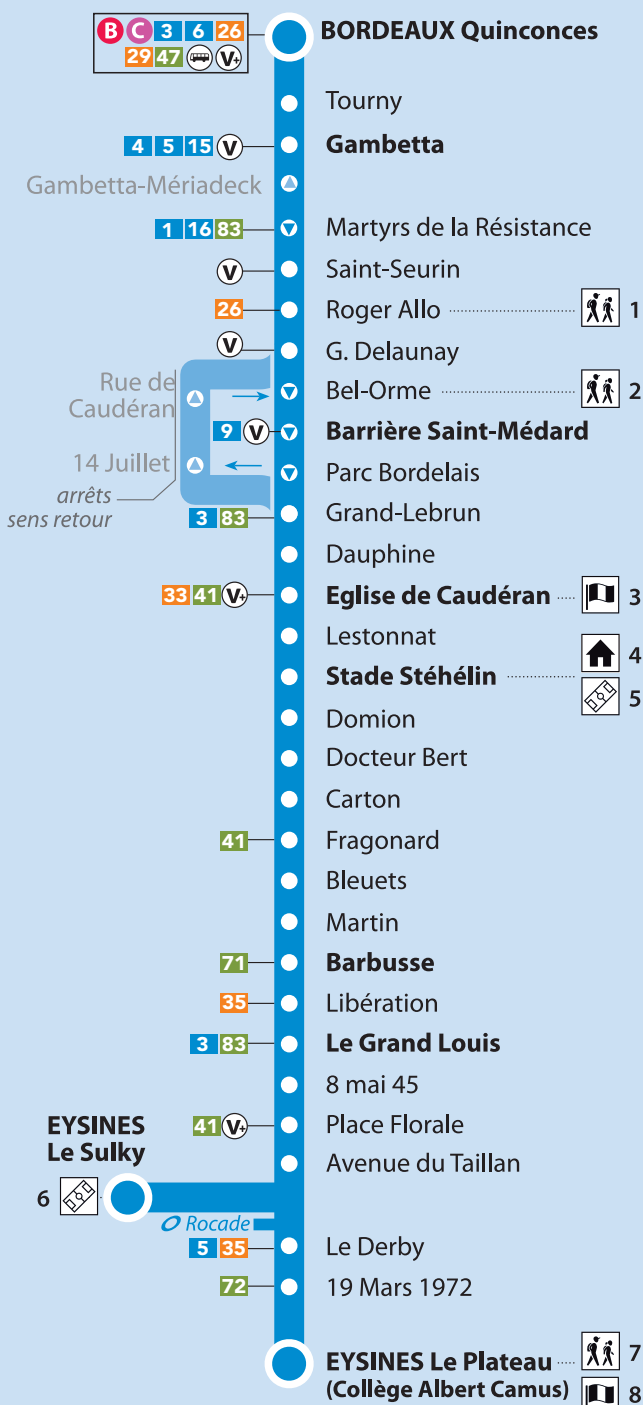 B C 3 6 26
29 47 V+
BORDEAUX Quinconces
Tourny
4 5 15 V
Gambetta
Gambetta-Mériadeck
1 16 83
Martyrs de la Résistance
V
Saint-Seurin
26
Roger Allo
1
V
G. Delaunay
Rue de
Caudéran
Bel-Orme
2
9 V
Barrière Saint-Médard
14 Juillet
Parc Bordelais
arrêts
sens retour
3 83
Grand-Lebrun
Dauphine
33 41 V+
Eglise de Caudéran
3
Lestonnat
4
Stade Stéhélin
5
Domion
Docteur Bert
Carton
41
Fragonard
Bleuets
Martin
71
Barbusse
35
Libération
3 83
Le Grand Louis
8 mai 45
41 V+
Place Florale
Avenue du Taillan
EYSINES
Le Sulky
6
Rocade
5 35
Le Derby
72
19 Mars 1972
EYSINES Le Plateau
7
(Collège Albert Camus)
8